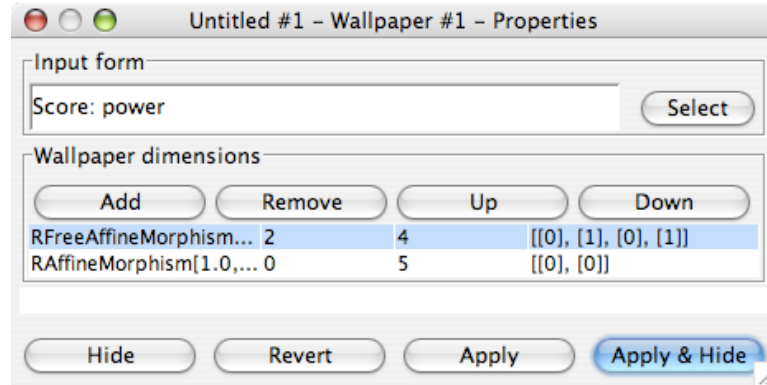 Untitled #1 – Wallpaper #1 – Properties
Input form
Score: power Select
Wallpaper dimensions
Add Remove Up Down
RFreeAffineMorphism... 2 4 [[0], [1], [0], [1]]
RAffineMorphism[1.0,... 0 5 [[0], [0]]
Hide Revert Apply Apply & Hide